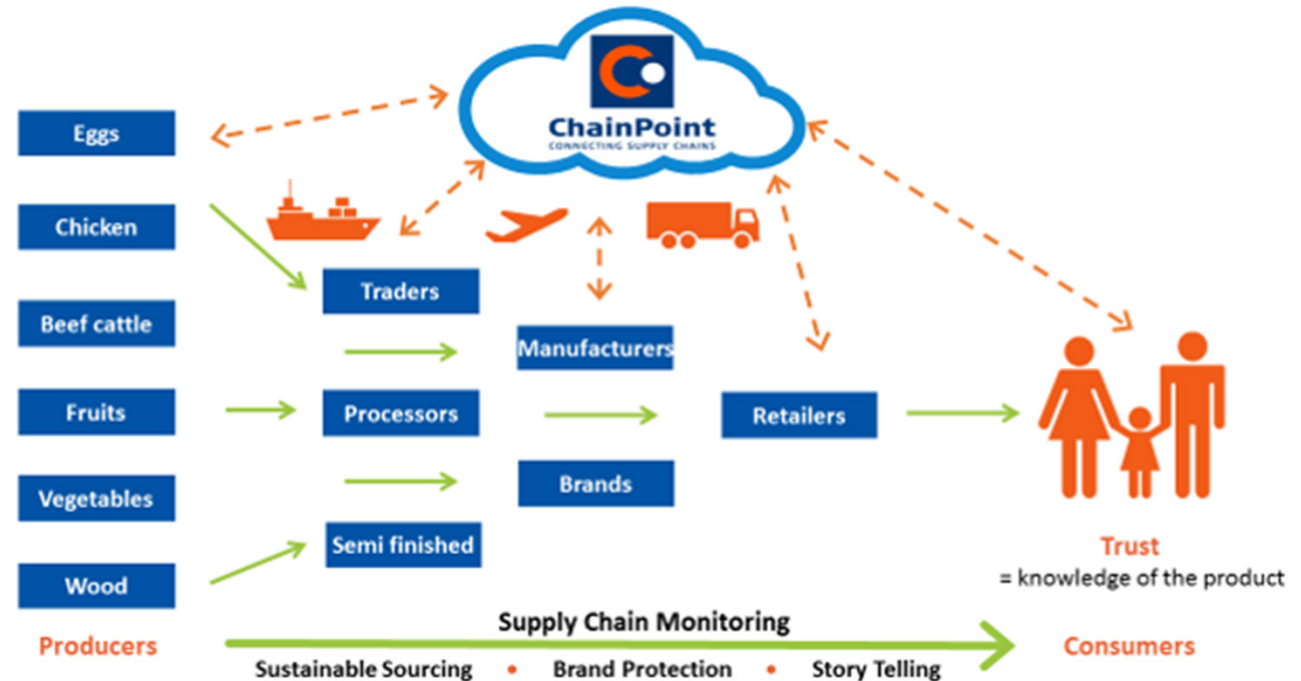 ChainPoint
CONNECTING SUPPLY CHAINS
Eggs
Chicken
Beef cattle
Fruits
Vegetables
Wood
Producers
Traders
Processors
Semi finished
Manufacturers
Brands
Retailers
Trust
= knowledge of the product
Consumers
Supply Chain Monitoring
Sustainable Sourcing • Brand Protection • Story Telling